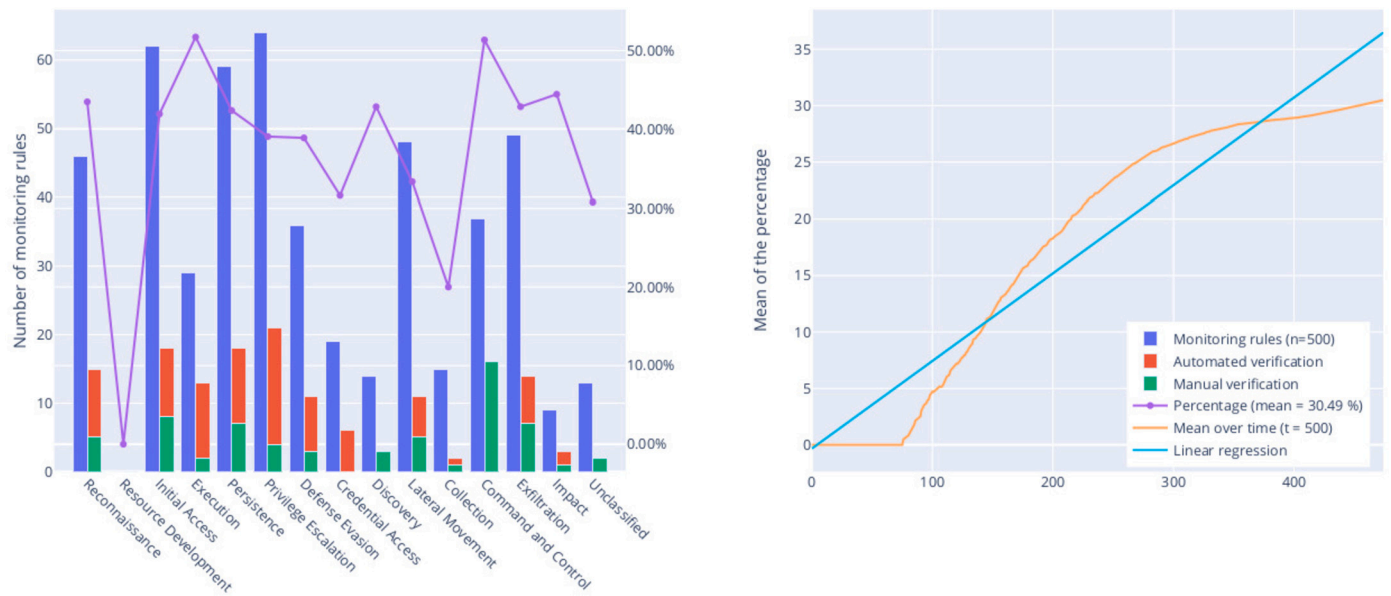 Number of monitoring rules
60
50
40
30
20
10
0
50.00%
40.00%
30.00%
20.00%
10.00%
0.00%
Reconnaissance
Resource Development
Initial Access
Execution
Persistence
Privilege Escalation
Defense Evasion
Credential Access
Discovery
Lateral Movement
Collection
Command and Control
Exfiltration
Impact
Unclassified
Mean of the percentage
35
30
25
20
15
10
5
0
0
100
200
300
400
Monitoring rules (n=500)
Automated verification
Manual verification
Percentage (mean = 30.49 %)
Mean over time (t = 500)
Linear regression